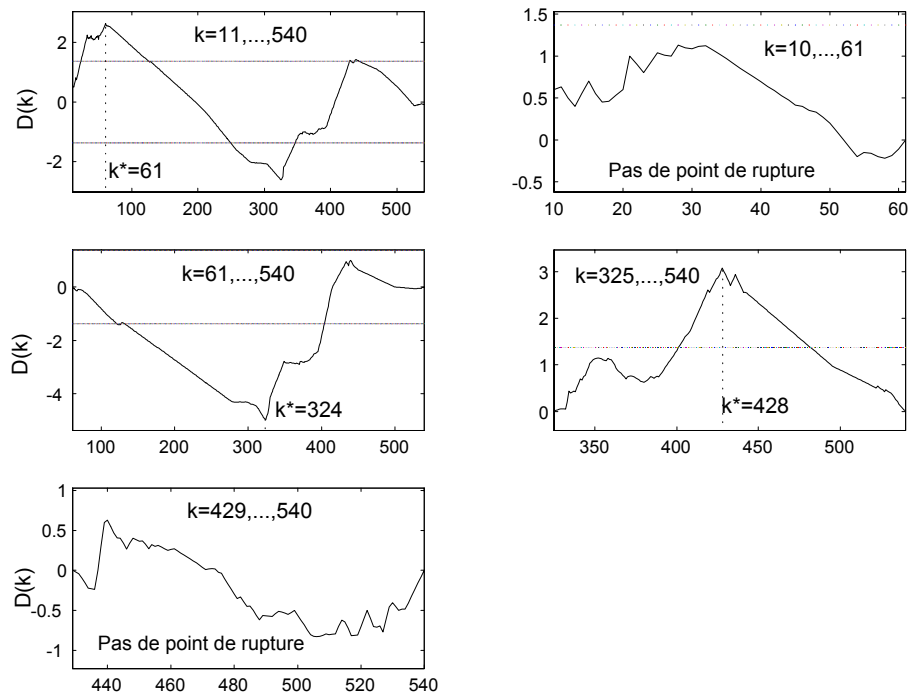 k=11,...,540
D(k)
2
0
-2
k*=61
100 200 300 400 500
k=10,...,61
1.5
1
0.5
0
-0.5
Pas de point de rupture
10 20 30 40 50 60
k=61,...,540
D(k)
0
-2
-4
k*=324
100 200 300 400 500
k=325,...,540
3
2
1
0
k*=428
350 400 450 500
k=429,...,540
D(k)
1
0.5
0
-0.5
-1
Pas de point de rupture
440 460 480 500 520 540